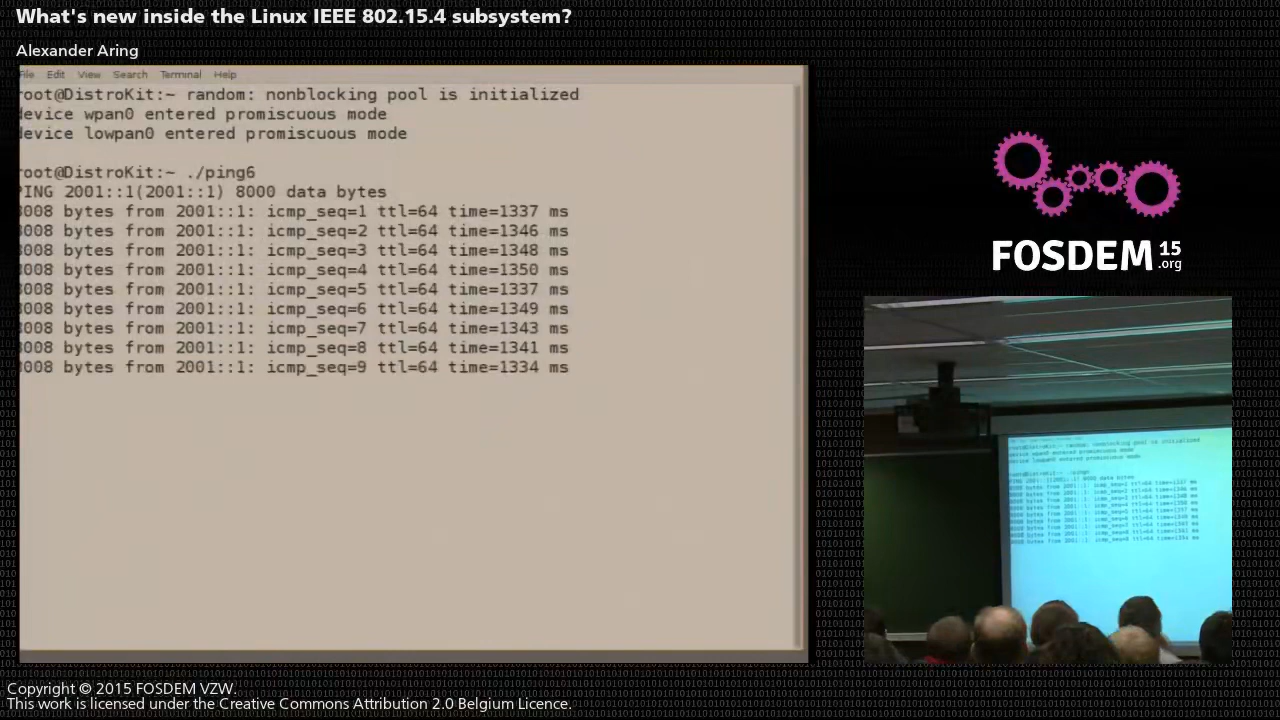 What's new inside the Linux IEEE 802.15.4 subsystem?
Alexander Aring
File Edit View Search Terminal Help
root@DistroKit:~ random: nonblocking pool is initialized
device wpan0 entered promiscuous mode
device lowpan0 entered promiscuous mode
root@DistroKit:~ ./ping6
PING 2001::1(2001::1) 8000 data bytes
8008 bytes from 2001::1: icmp_seq=1 ttl=64 time=1337 ms
8008 bytes from 2001::1: icmp_seq=2 ttl=64 time=1346 ms
8008 bytes from 2001::1: icmp_seq=3 ttl=64 time=1348 ms
8008 bytes from 2001::1: icmp_seq=4 ttl=64 time=1350 ms
8008 bytes from 2001::1: icmp_seq=5 ttl=64 time=1337 ms
8008 bytes from 2001::1: icmp_seq=6 ttl=64 time=1349 ms
8008 bytes from 2001::1: icmp_seq=7 ttl=64 time=1343 ms
8008 bytes from 2001::1: icmp_seq=8 ttl=64 time=1341 ms
8008 bytes from 2001::1: icmp_seq=9 ttl=64 time=1334 ms
FOSDEM 15
.org
Copyright © 2015 FOSDEM VZW.
This work is licensed under the Creative Commons Attribution 2.0 Belgium Licence.